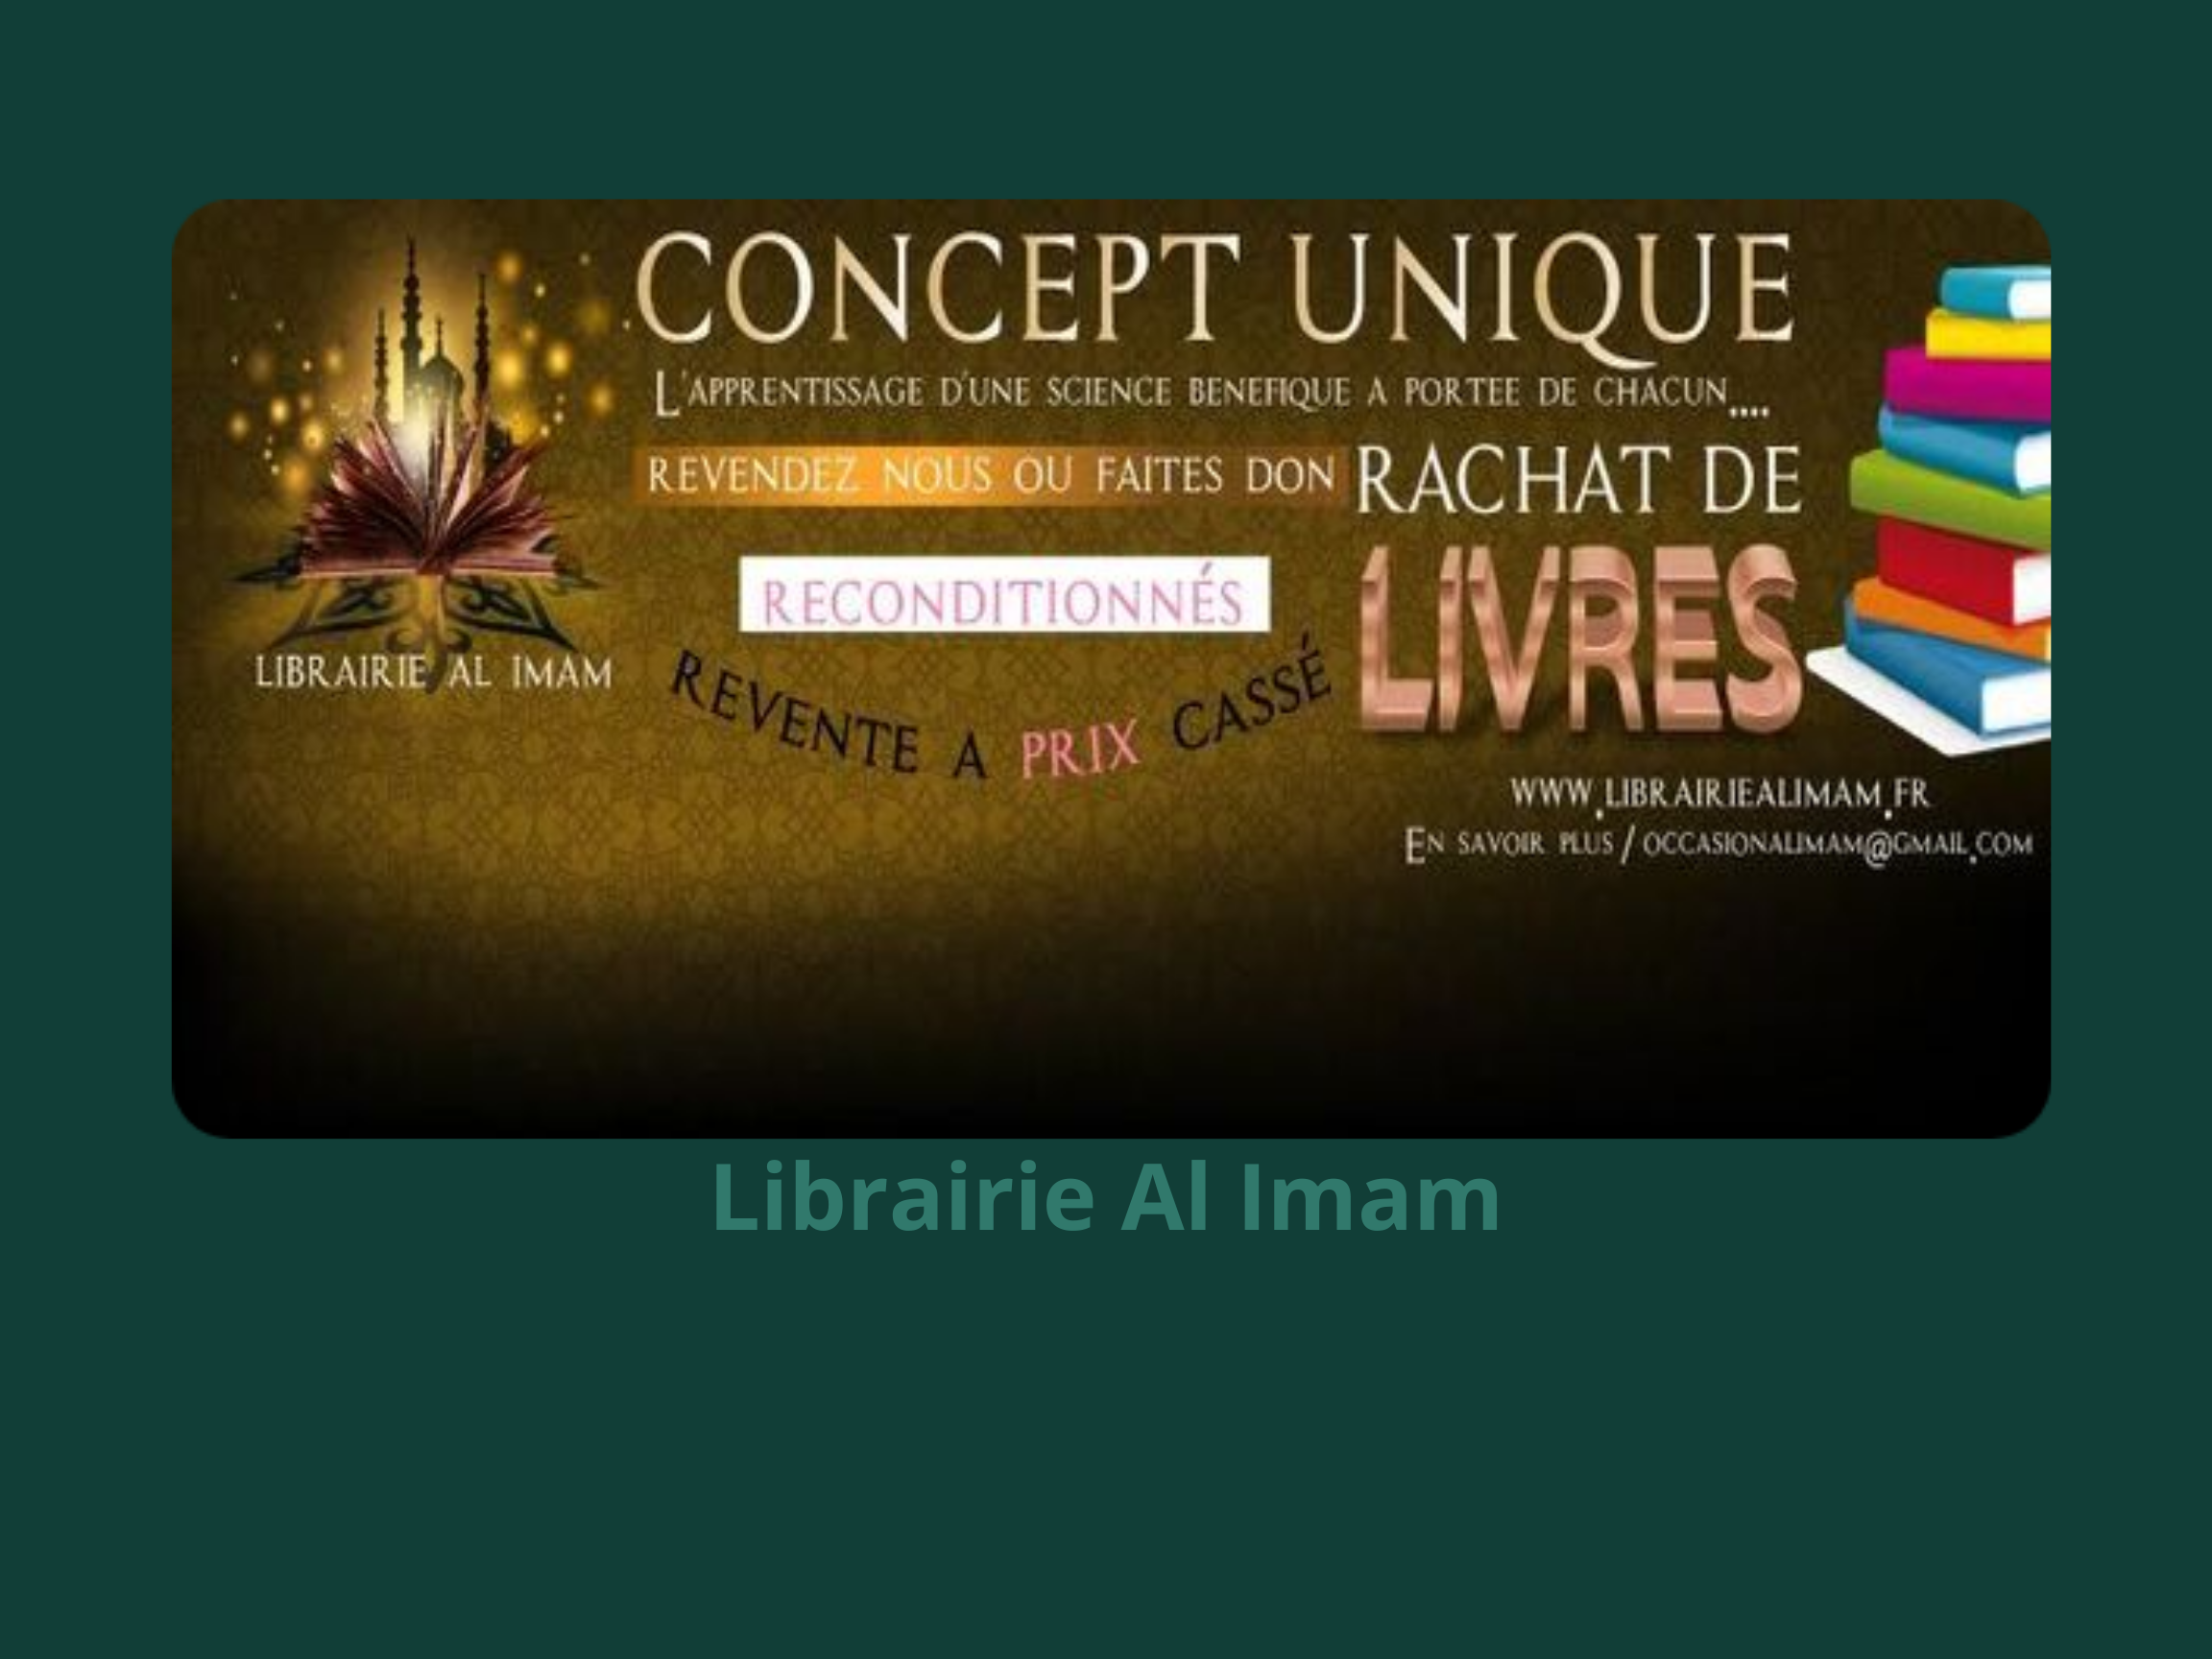 CONCEPT UNIQUE
L'APPRENTISSAGE D'UNE SCIENCE BENEFIQUE A PORTEE DE CHACUN....
REVENDEZ NOUS OU FAITES DON
RACHAT DE
LIVRES
RECONDITIONNÉS
REVENTE A PRIX CASSÉ
LIBRAIRIE AL IMAM
WWW.LIBRAIRIEALIMAM.FR
EN SAVOIR PLUS / OCCASIONALIMAM@GMAIL.COM
Librairie Al Imam